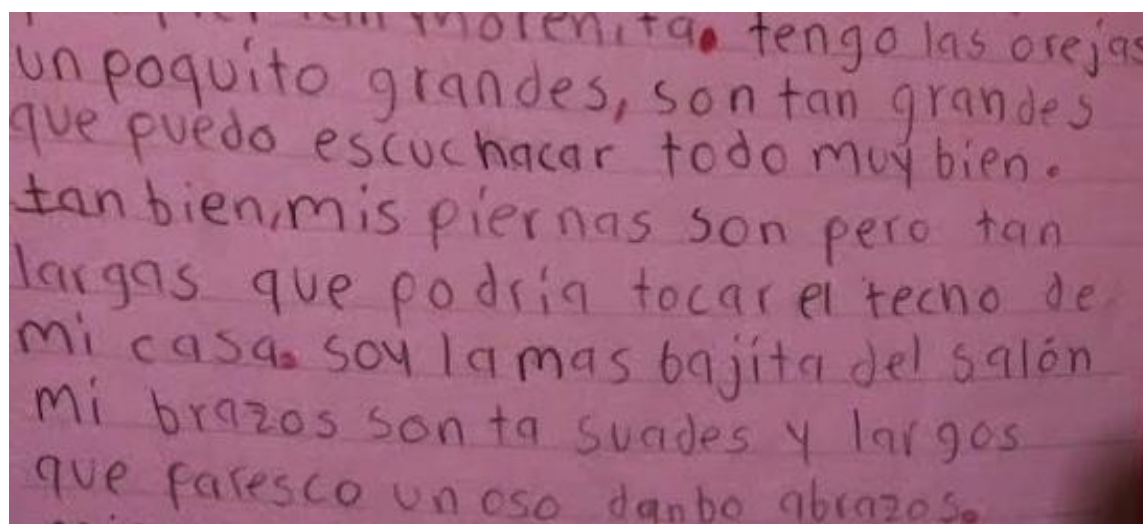 morenita. tengo las orejas
un poquito grandes, son tan grandes
que puedo escuchacar todo muy bien.
tan bien, mis piernas son pero tan
largas que podría tocar el techo de
mi casa. soy la mas bajita del salón
mi brazos son ta suades y largos
que paresco un oso danbo abrazos.